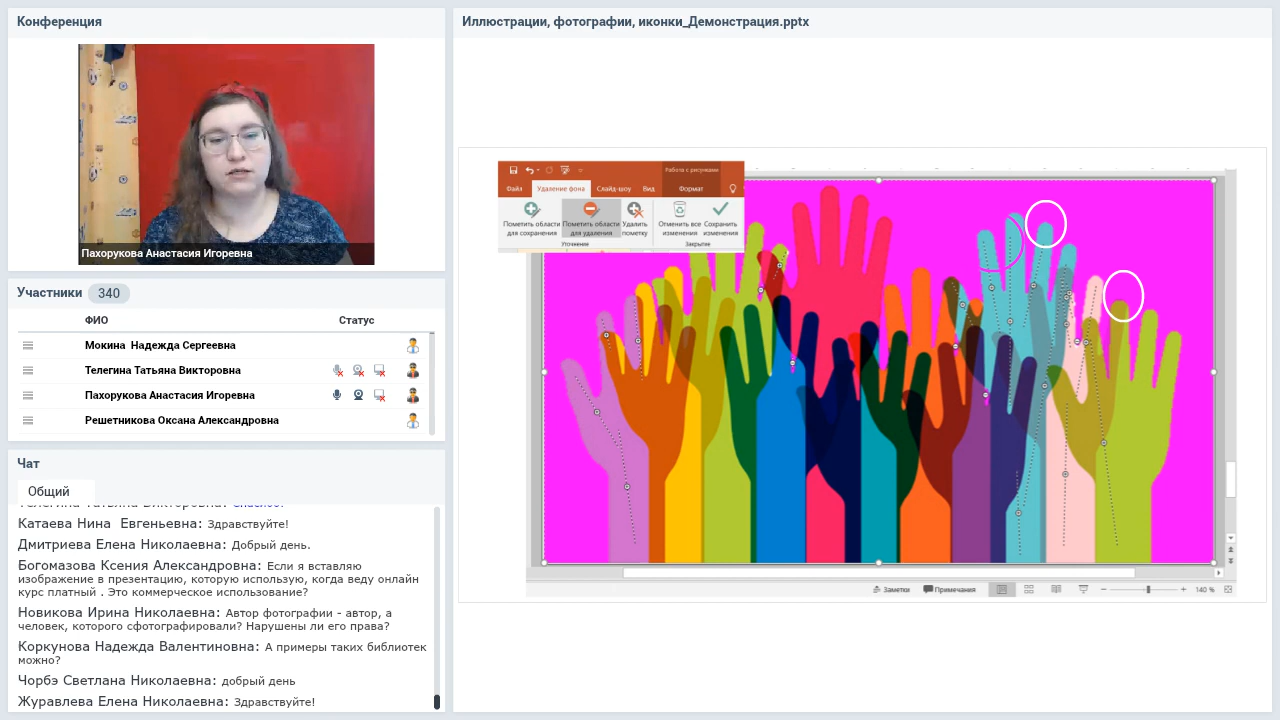 Конференция
Пахорукова Анастасия Игоревна
Участники 340
ФИО Статус
Мокина Надежда Сергеевна
Телегина Татьяна Викторовна
Пахорукова Анастасия Игоревна
Решетникова Оксана Александровна
Чат
Общий
Телегина Татьяна Викторовна: Спасибо!
Катаева Нина Евгеньевна: Здравствуйте!
Дмитриева Елена Николаевна: Добрый день.
Богомазова Ксения Александровна: Если я вставляю
изображение в презентацию, которую использую, когда веду онлайн
курс платный . Это коммерческое использование?
Новикова Ирина Николаевна: Автор фотографии - автор, а
человек, которого сфотографировали? Нарушены ли его права?
Коркунова Надежда Валентиновна: А примеры таких библиотек
можно?
Чорбэ Светлана Николаевна: добрый день
Журавлева Елена Николаевна: Здравствуйте!
Иллюстрации, фотографии, иконки_Демонстрация.pptx
Работа с рисунками
Файл Удаление фона Слайд-шоу Вид Формат
Пометить области для сохранения
Пометить области для удаления
Удалить пометку
Отменить все изменения
Сохранить изменения
Уточнение Закрытие
Заметки Примечания 140 %